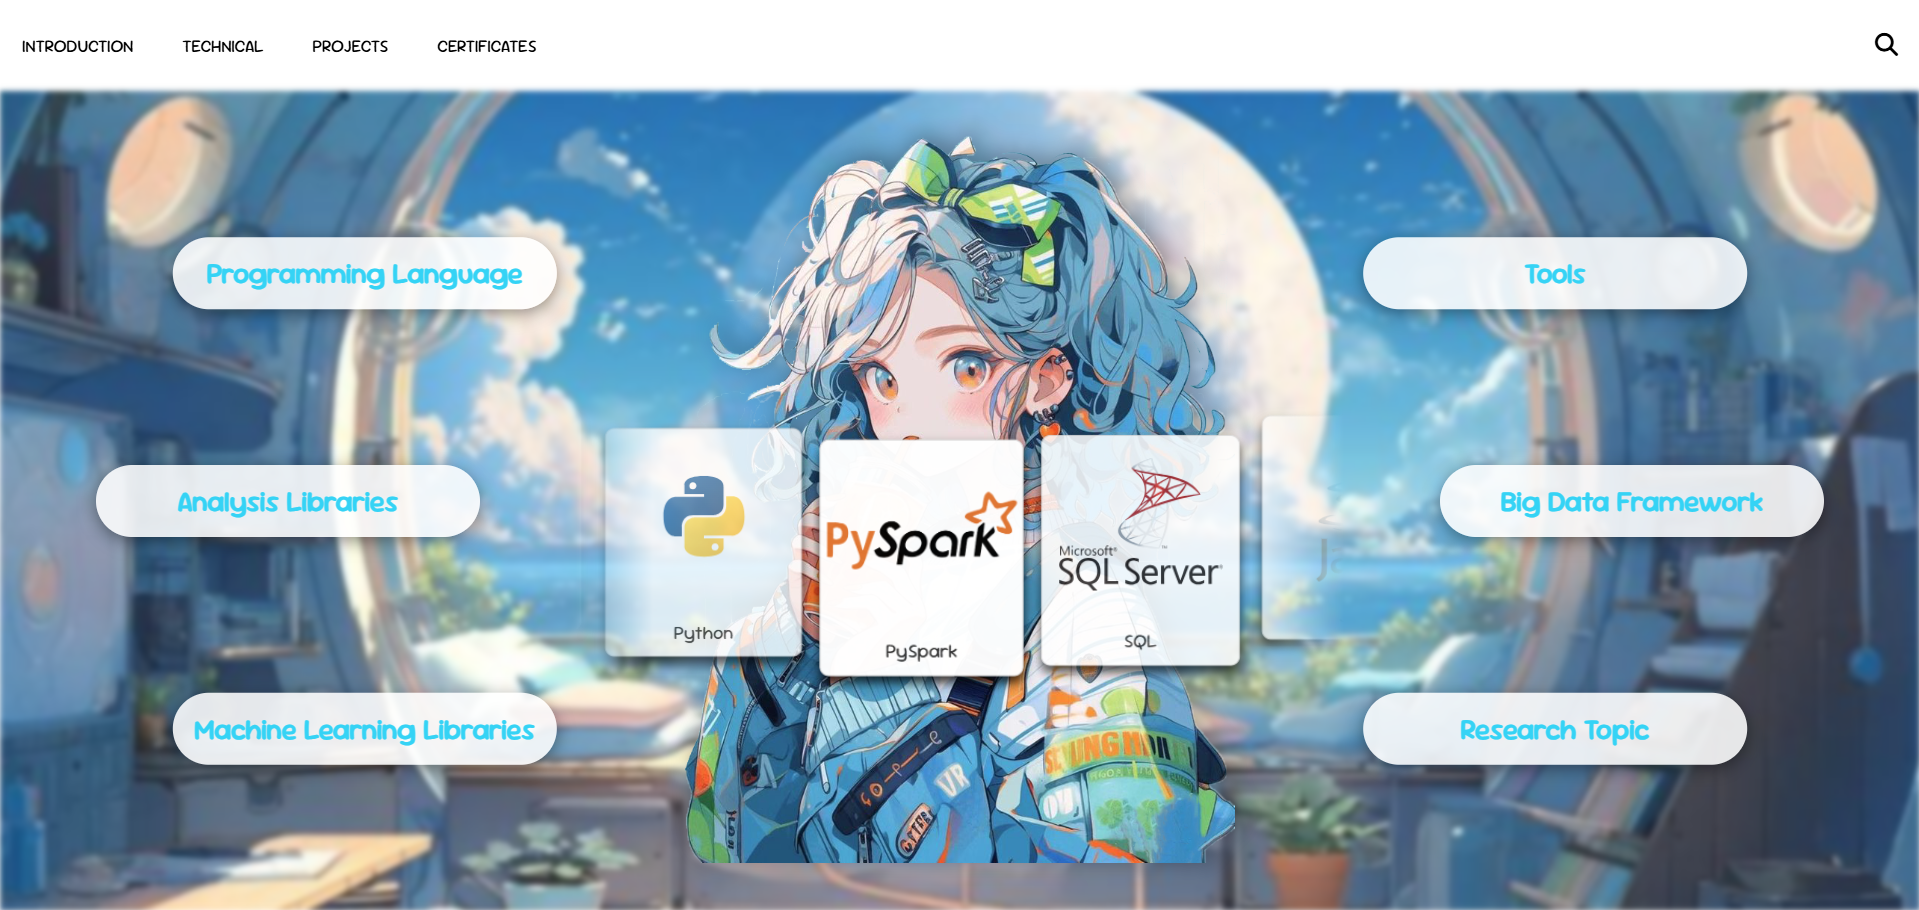 INTRODUCTION TECHNICAL PROJECTS CERTIFICATES
Programming Language
Tools
Analysis Libraries
Big Data Framework
PySpark
Microsoft®
SQL Server®
Python
PySpark
SQL
Machine Learning Libraries
Research Topic
VR